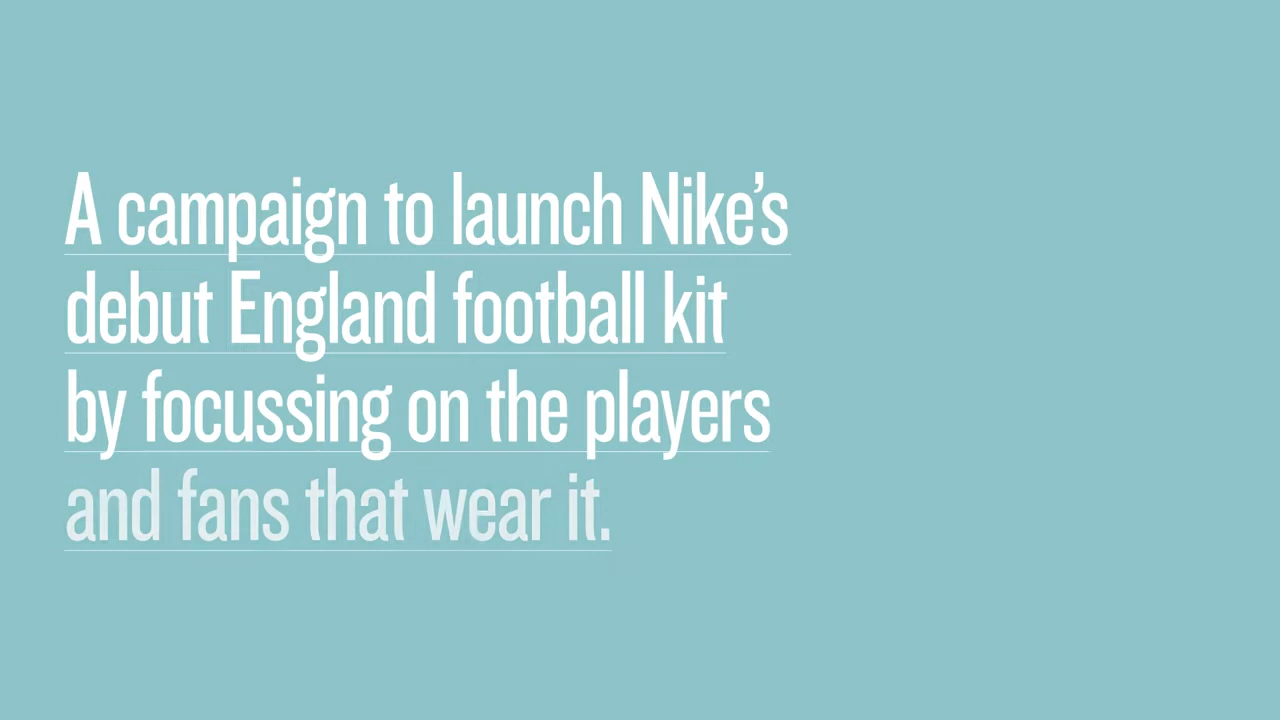 A campaign to launch Nike’s
debut England football kit
by focussing on the players
and fans that wear it.